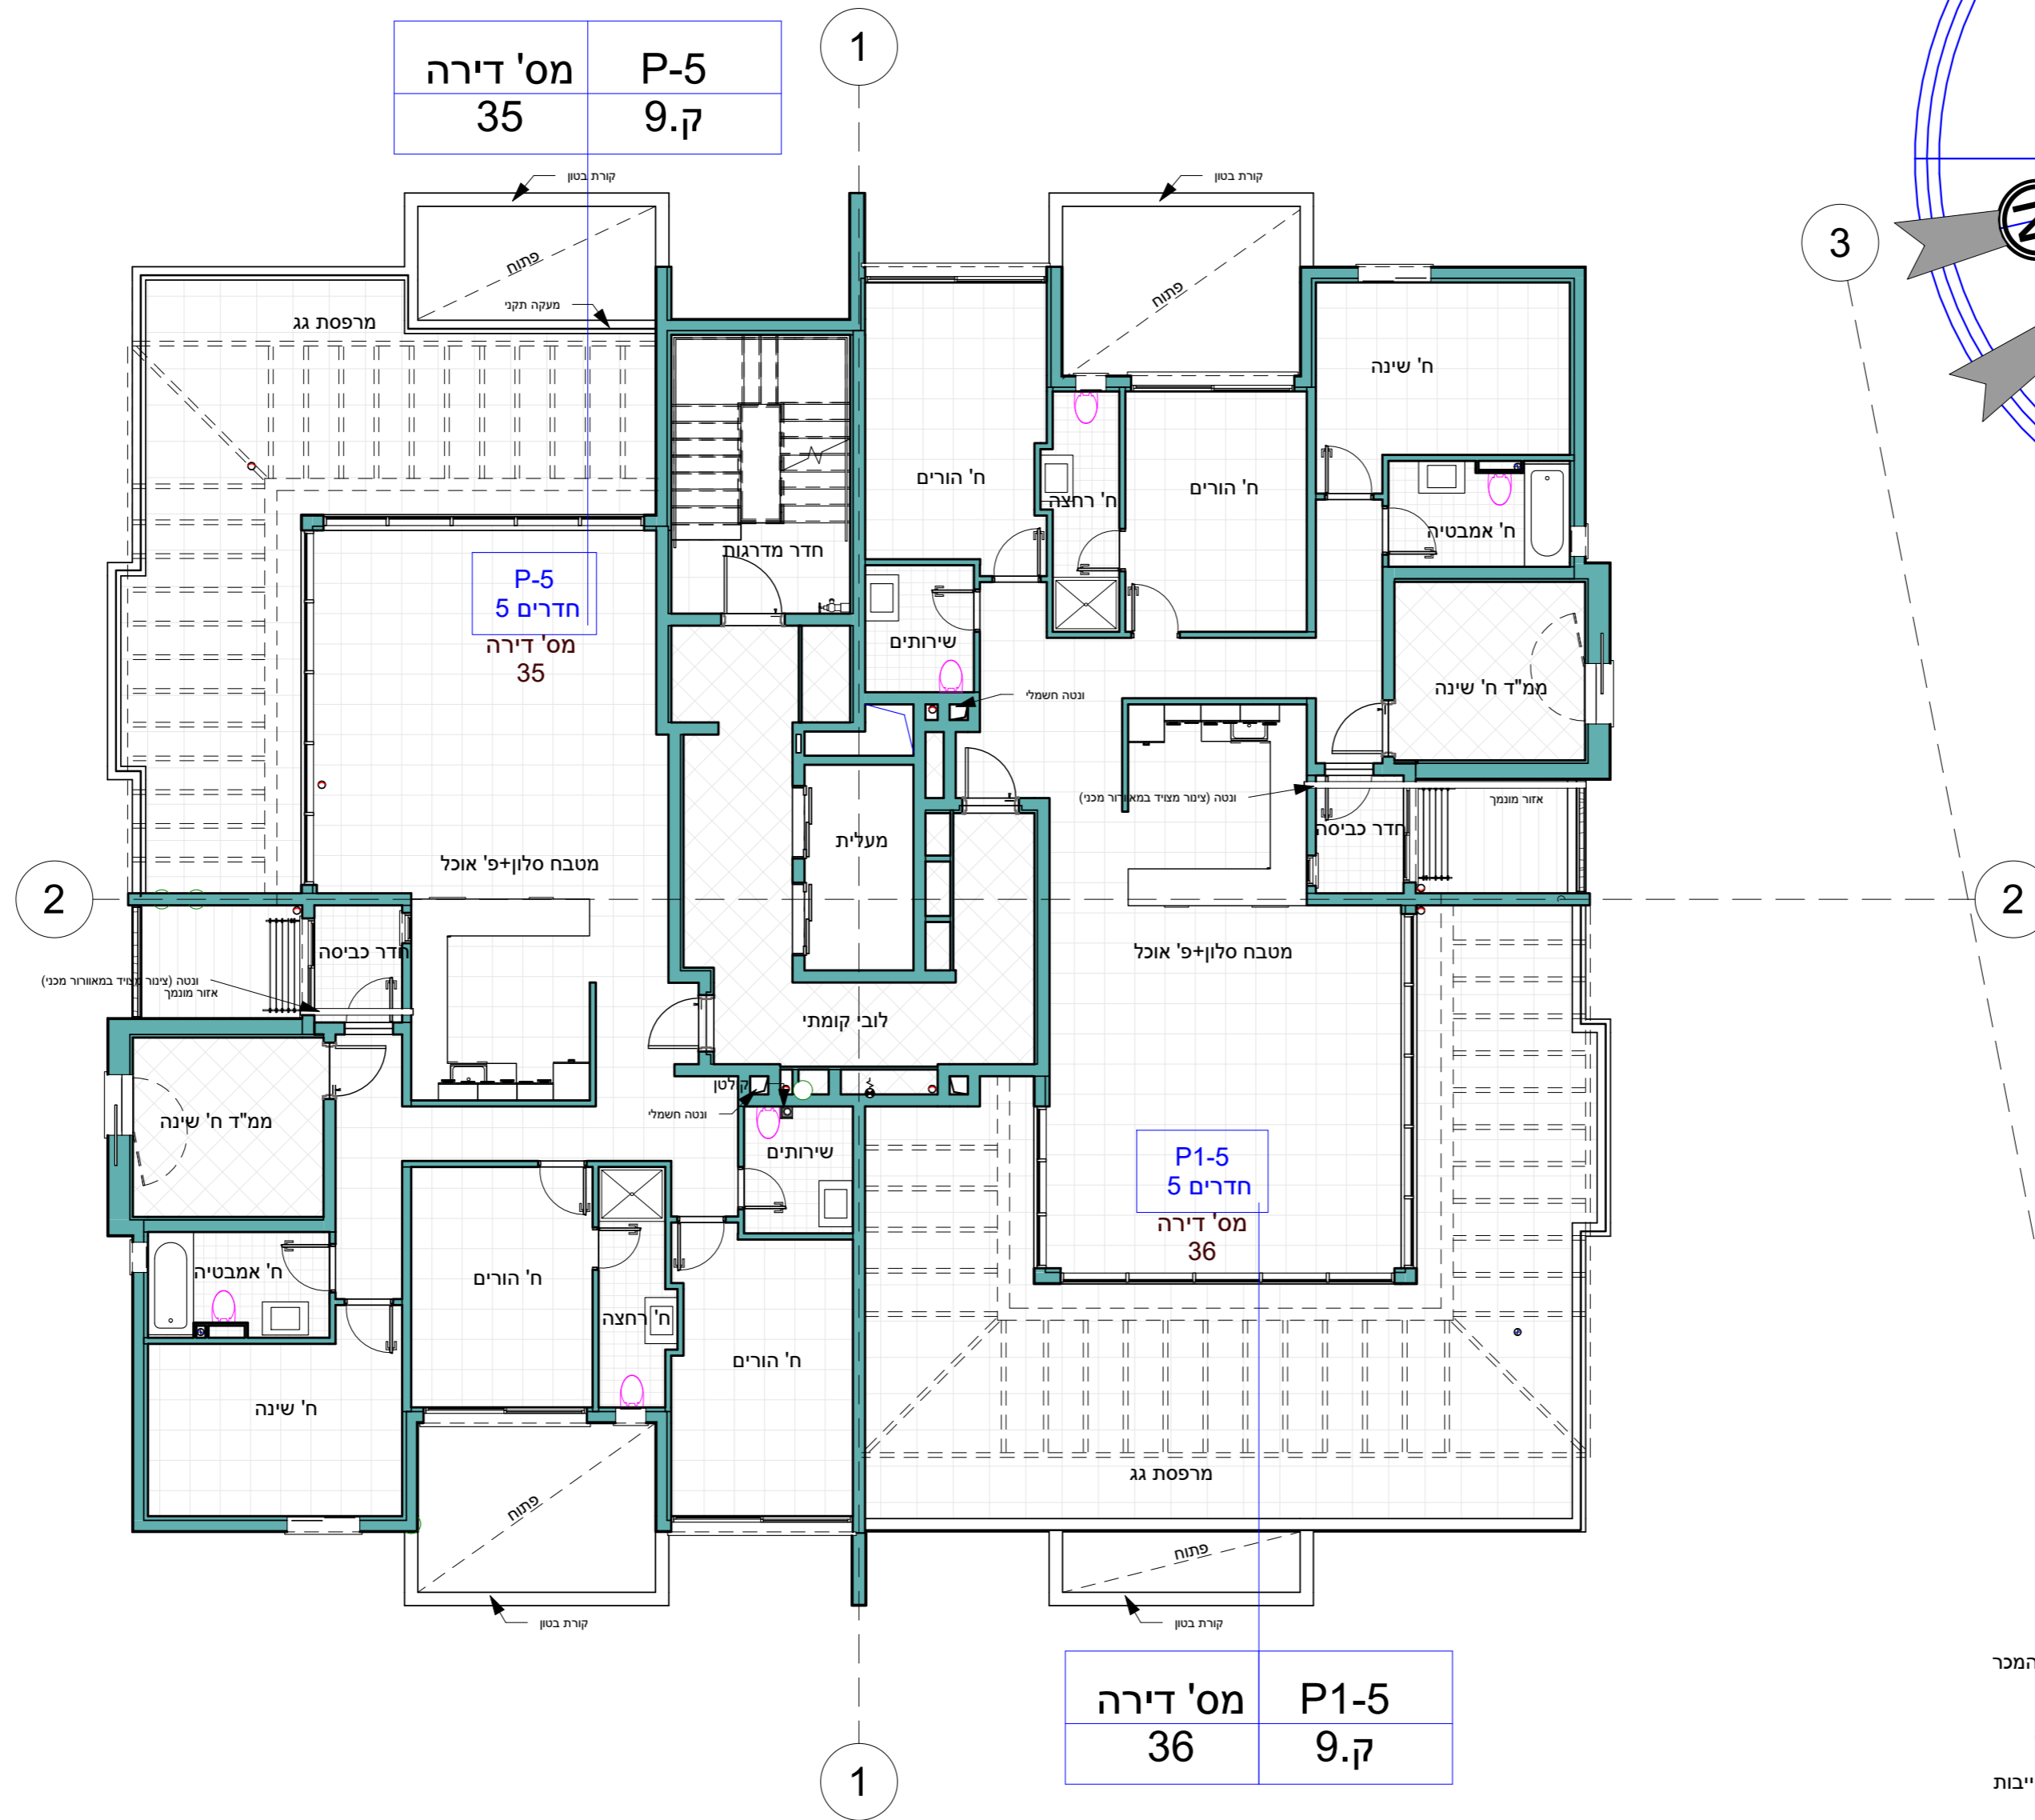 1
מס' דירה P-5
35 ק.9
3
קורת בטון
קורת בטון
פתוח
מעקה תקני
מרפסת גג
פתוח
ח' שינה
ח' הורים
ח' רחצה
ח' הורים
ח' אמבטיה
חדר מדרגות
P-5
5 חדרים
מס' דירה
35
שירותים
ונטה חשמלי
ממ"ד ח' שינה
ונטה (צינור מצויד במאוורור מכני)
אזור מונמך
חדר כביסה
מעלית
מטבח סלון+פ' אוכל
2
2
חדר כביסה
מטבח סלון+פ' אוכל
ונטה (צינור מצויד במאוורור מכני)
אזור מונמך
לובי קומתי
קולטן
ונטה חשמלי
ממ"ד ח' שינה
שירותים
P1-5
5 חדרים
מס' דירה
36
ח' אמבטיה
ח' הורים
ח' רחצה
ח' הורים
ח' שינה
מרפסת גג
פתוח
פתוח
קורת בטון
קורת בטון
המכר
מס' דירה P1-5
36 ק.9
1
ייבות